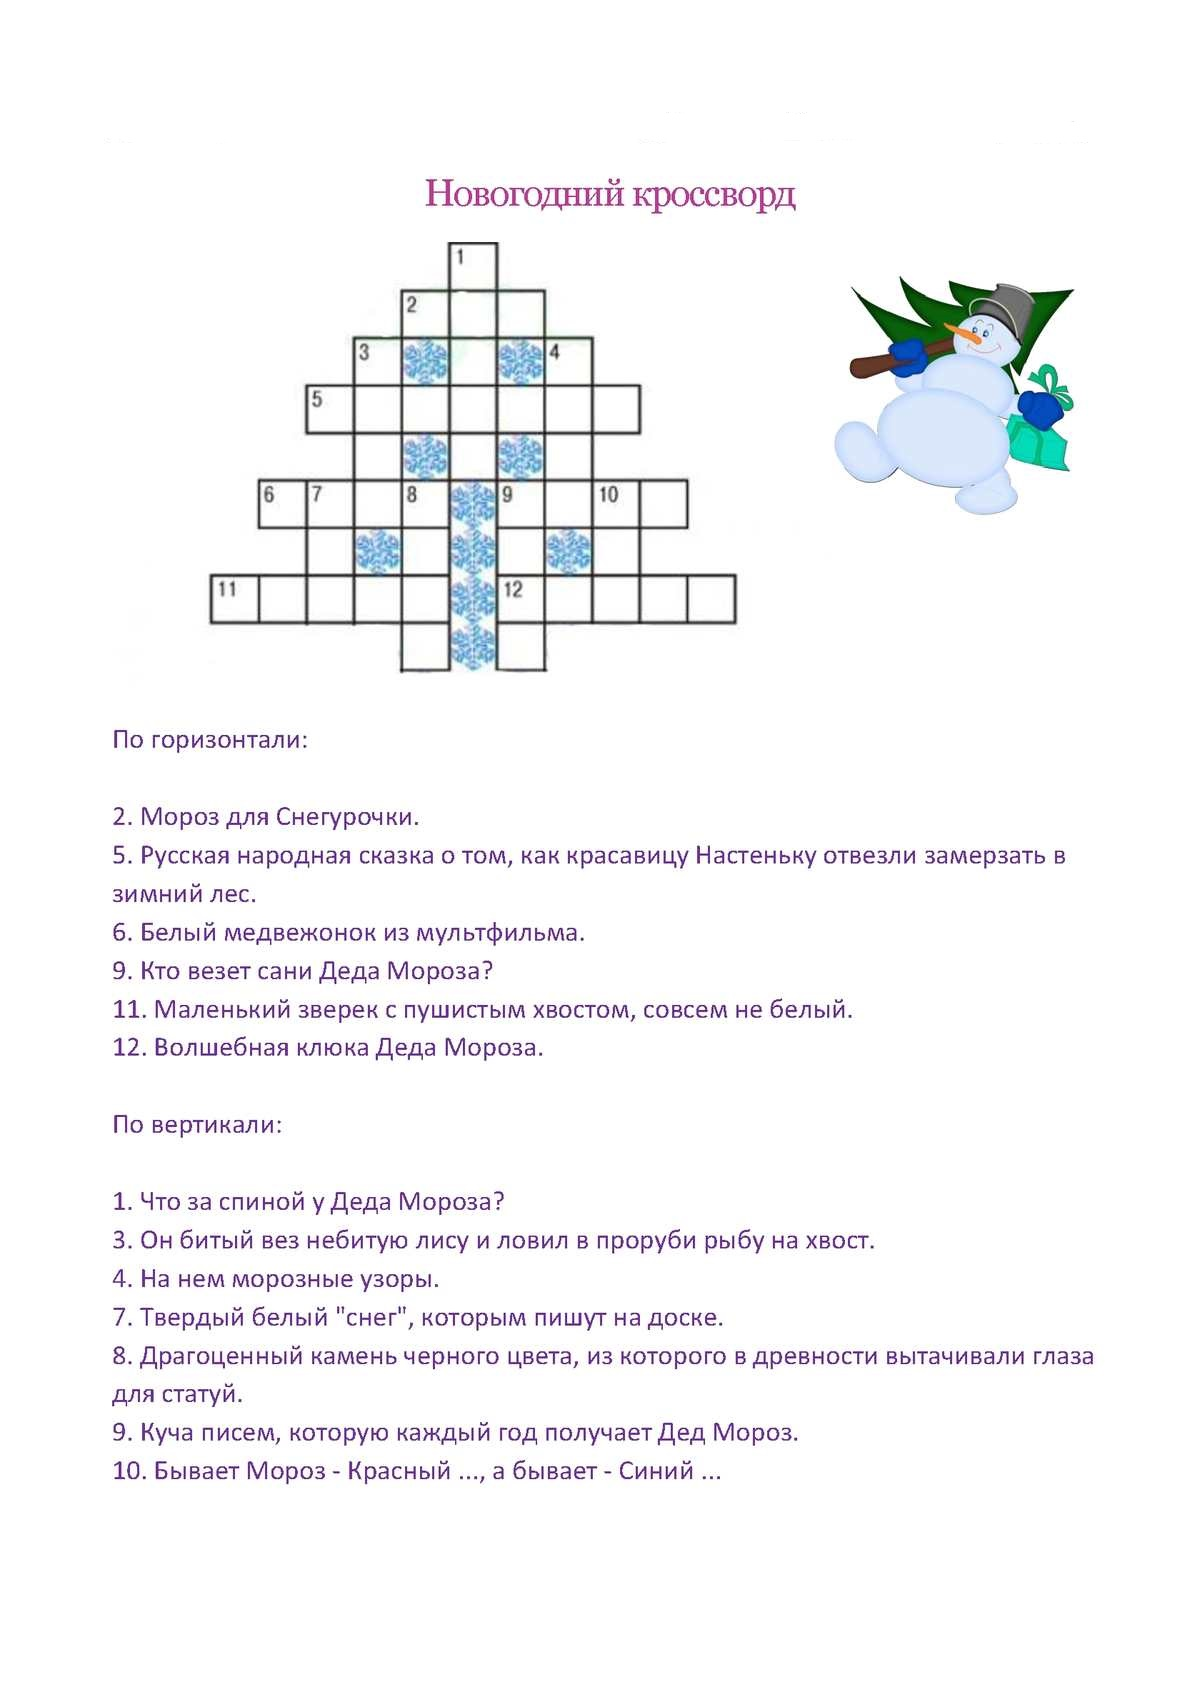 Новогодний кроссворд
1
2
3 4
5
6 7 8 9 10
11 12
По горизонтали:
2. Мороз для Снегурочки.
5. Русская народная сказка о том, как красавицу Настеньку отвезли замерзать в
зимний лес.
6. Белый медвежонок из мультфильма.
9. Кто везет сани Деда Мороза?
11. Маленький зверек с пушистым хвостом, совсем не белый.
12. Волшебная клюка Деда Мороза.
По вертикали:
1. Что за спиной у Деда Мороза?
3. Он битый вез небитую лису и ловил в проруби рыбу на хвост.
4. На нем морозные узоры.
7. Твердый белый "снег", которым пишут на доске.
8. Драгоценный камень черного цвета, из которого в древности вытачивали глаза
для статуй.
9. Куча писем, которую каждый год получает Дед Мороз.
10. Бывает Мороз - Красный ..., а бывает - Синий ...